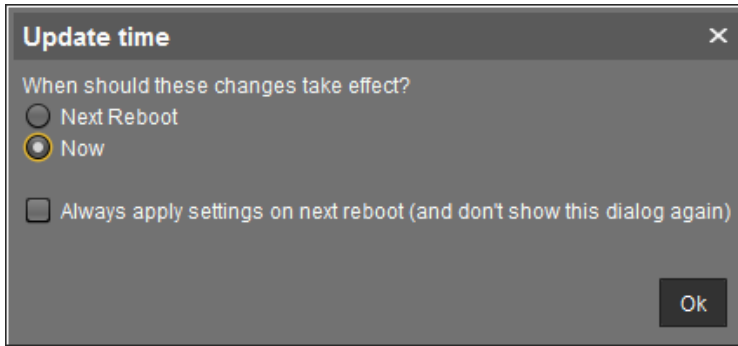 Update time
When should these changes take effect?
Next Reboot
Now
Always apply settings on next reboot (and don't show this dialog again)
Ok